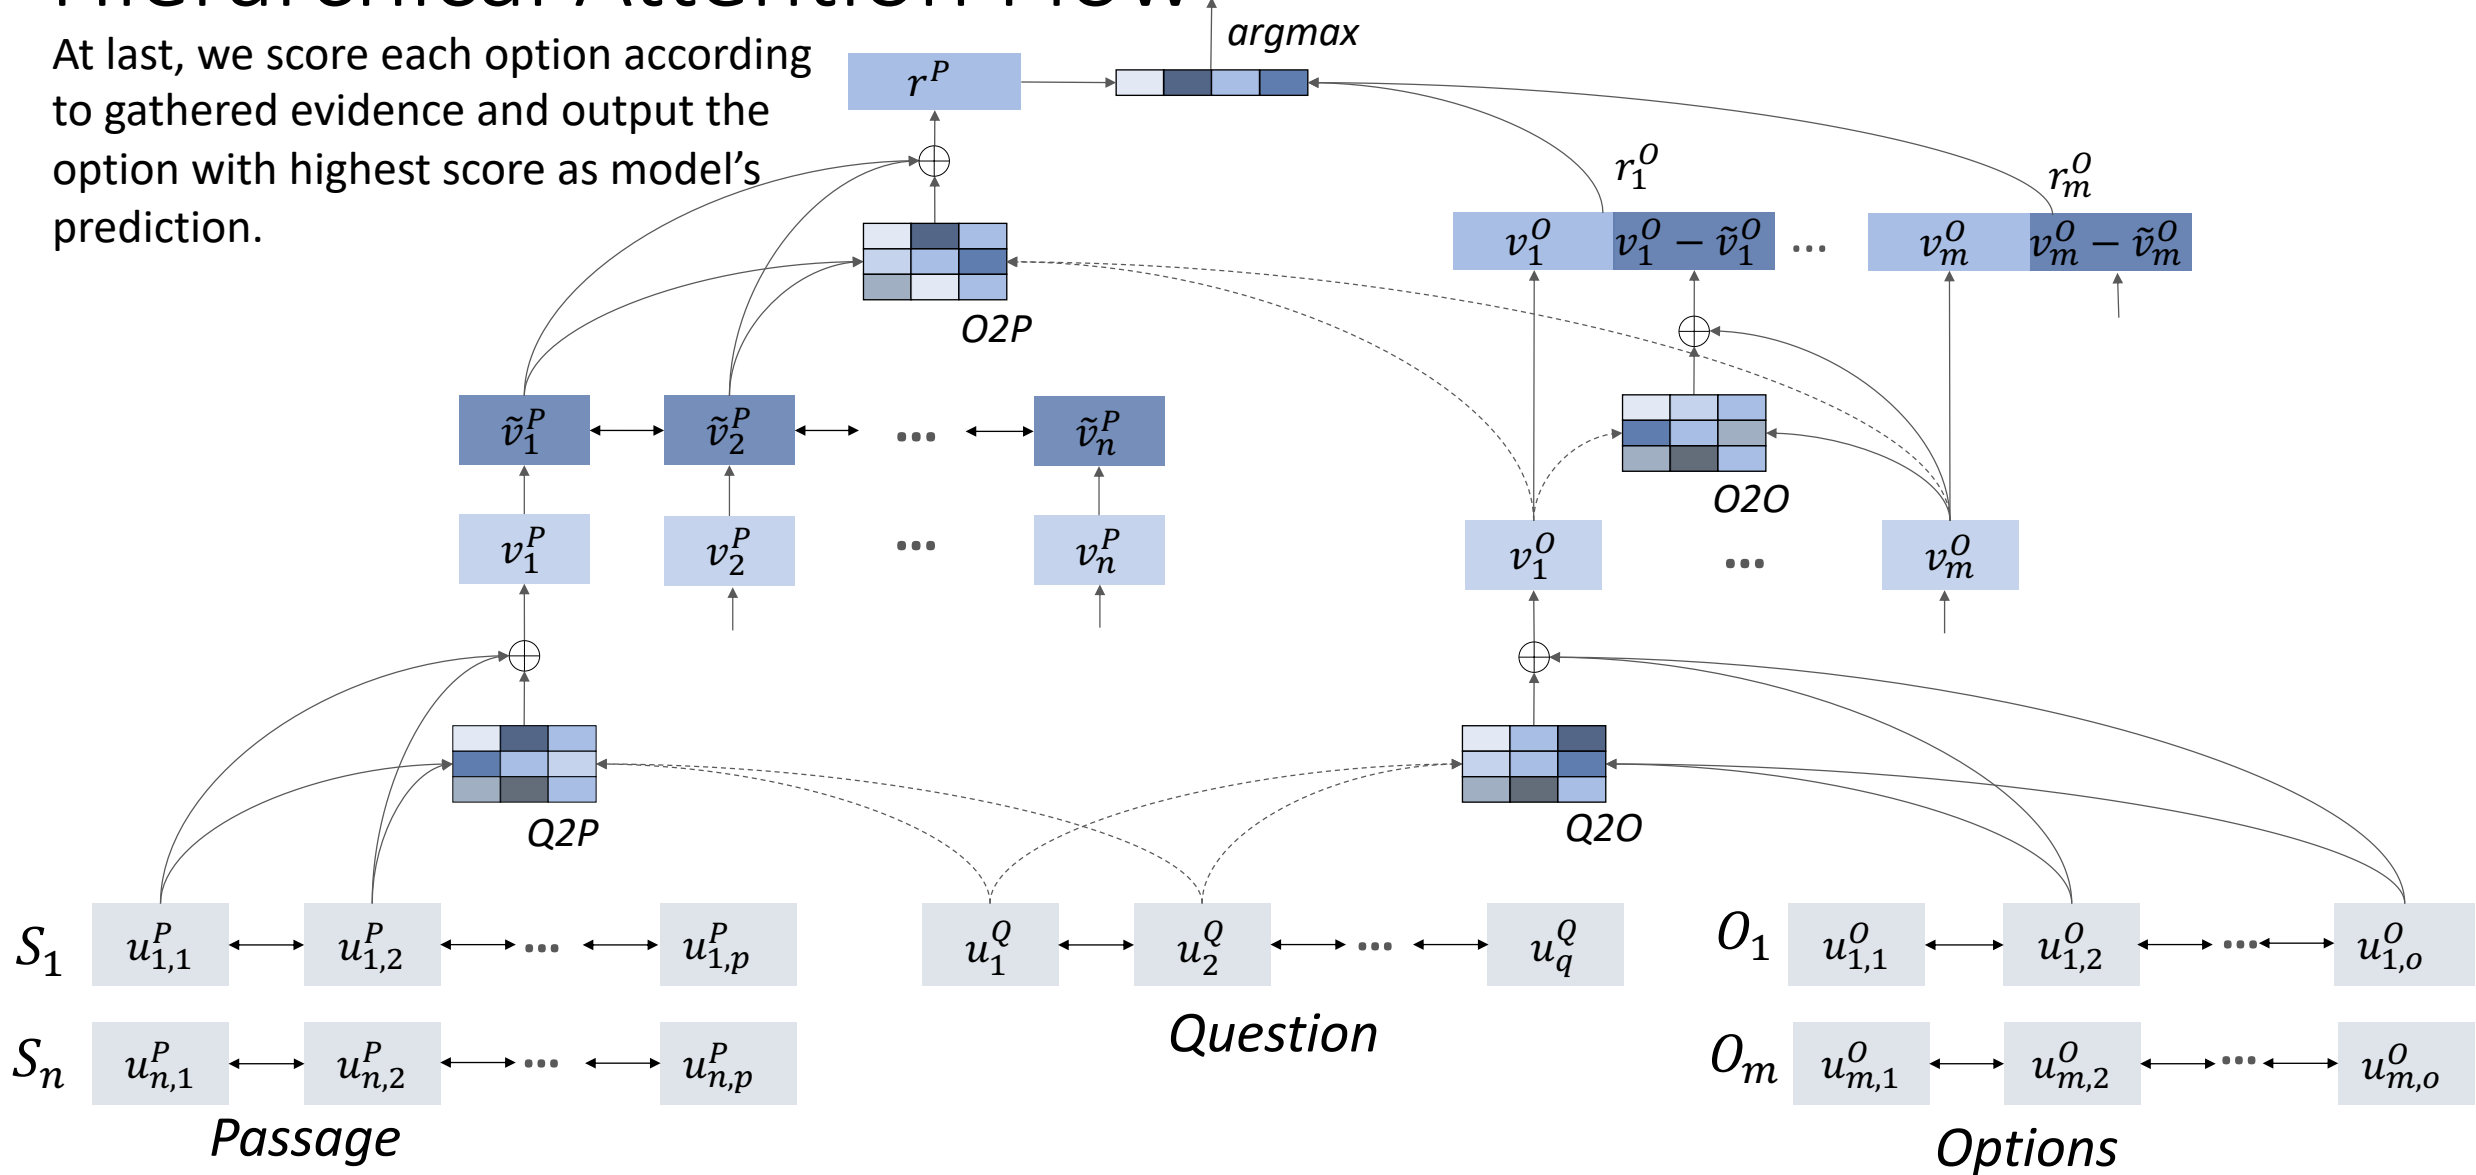 Hierarchical Attention Flow
At last, we score each option according
to gathered evidence and output the
option with highest score as model’s
prediction.
argmax
r^P
r_1^O
r_m^O
v_1^O v_1^O − ṽ_1^O … v_m^O v_m^O − ṽ_m^O
O2P
ṽ_1^P ṽ_2^P … ṽ_n^P
O2O
v_1^P v_2^P … v_n^P
v_1^O … v_m^O
Q2P
Q2O
S_1 u_{1,1}^P u_{1,2}^P … u_{1,p}^P
u_1^Q u_2^Q … u_q^Q
O_1 u_{1,1}^O u_{1,2}^O … u_{1,o}^O
Question
S_n u_{n,1}^P u_{n,2}^P … u_{n,p}^P
O_m u_{m,1}^O u_{m,2}^O … u_{m,o}^O
Passage
Options